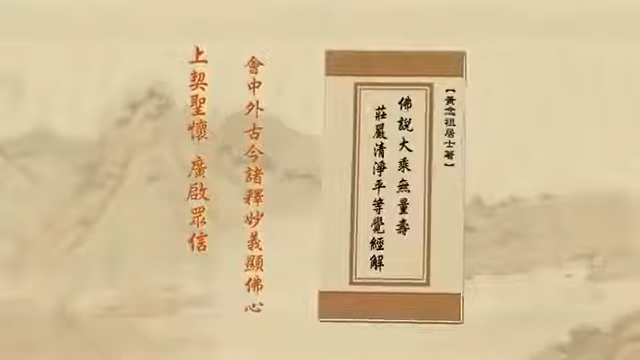 【黃念祖居士著】
佛說大乘無量壽
莊嚴清淨平等覺經解
會中外古今諸釋妙義顯佛心
上契聖懷 廣啟眾信